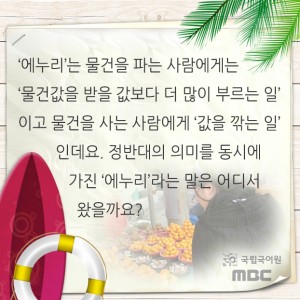 ‘에누리’는 물건을 파는 사람에게는
‘물건값을 받을 값보다 더 많이 부르는 일’
이고 물건을 사는 사람에게 ‘값을 깎는 일’
인데요. 정반대의 의미를 동시에
가진 ‘에누리’라는 말은 어디서
왔을까요?
국립국어원
MBC